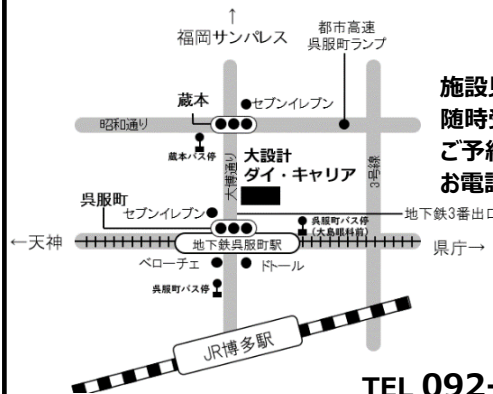 ↑
福岡サンパレス
都市高速
呉服町ランプ
蔵本
セブンイレブン
昭和通り
蔵本バス停
大博通り
大設計
ダイ・キャリア
3号線
呉服町
セブンイレブン
呉服町バス停
(大島眼科前)
地下鉄3番出口
←天神
地下鉄呉服町駅
県庁→
ベローチェ
ドトール
呉服町バス停
JR博多駅
施設見
随時
ご予約
お電話
TEL 092-